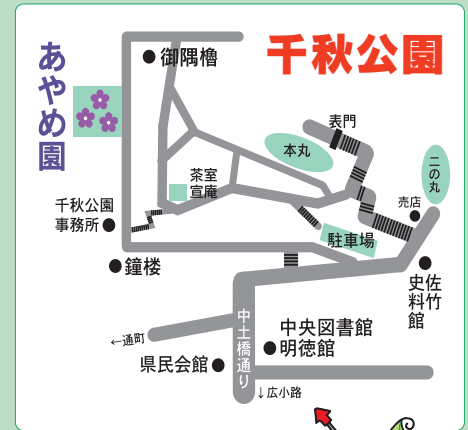 千秋公園
あやめ園
御隅櫓
表門
本丸
二の丸
茶室
宣庵
売店
千秋公園
事務所
駐車場
鐘楼
佐竹
史料館
中土橋通り
中央図書館
明徳館
←通町
県民会館
↓広小路